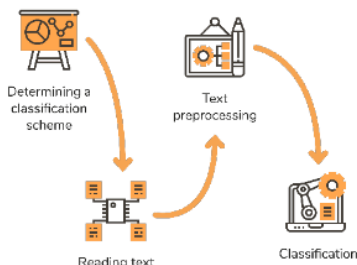 Determining a
classification
scheme
Reading text
Text
preprocessing
Classification